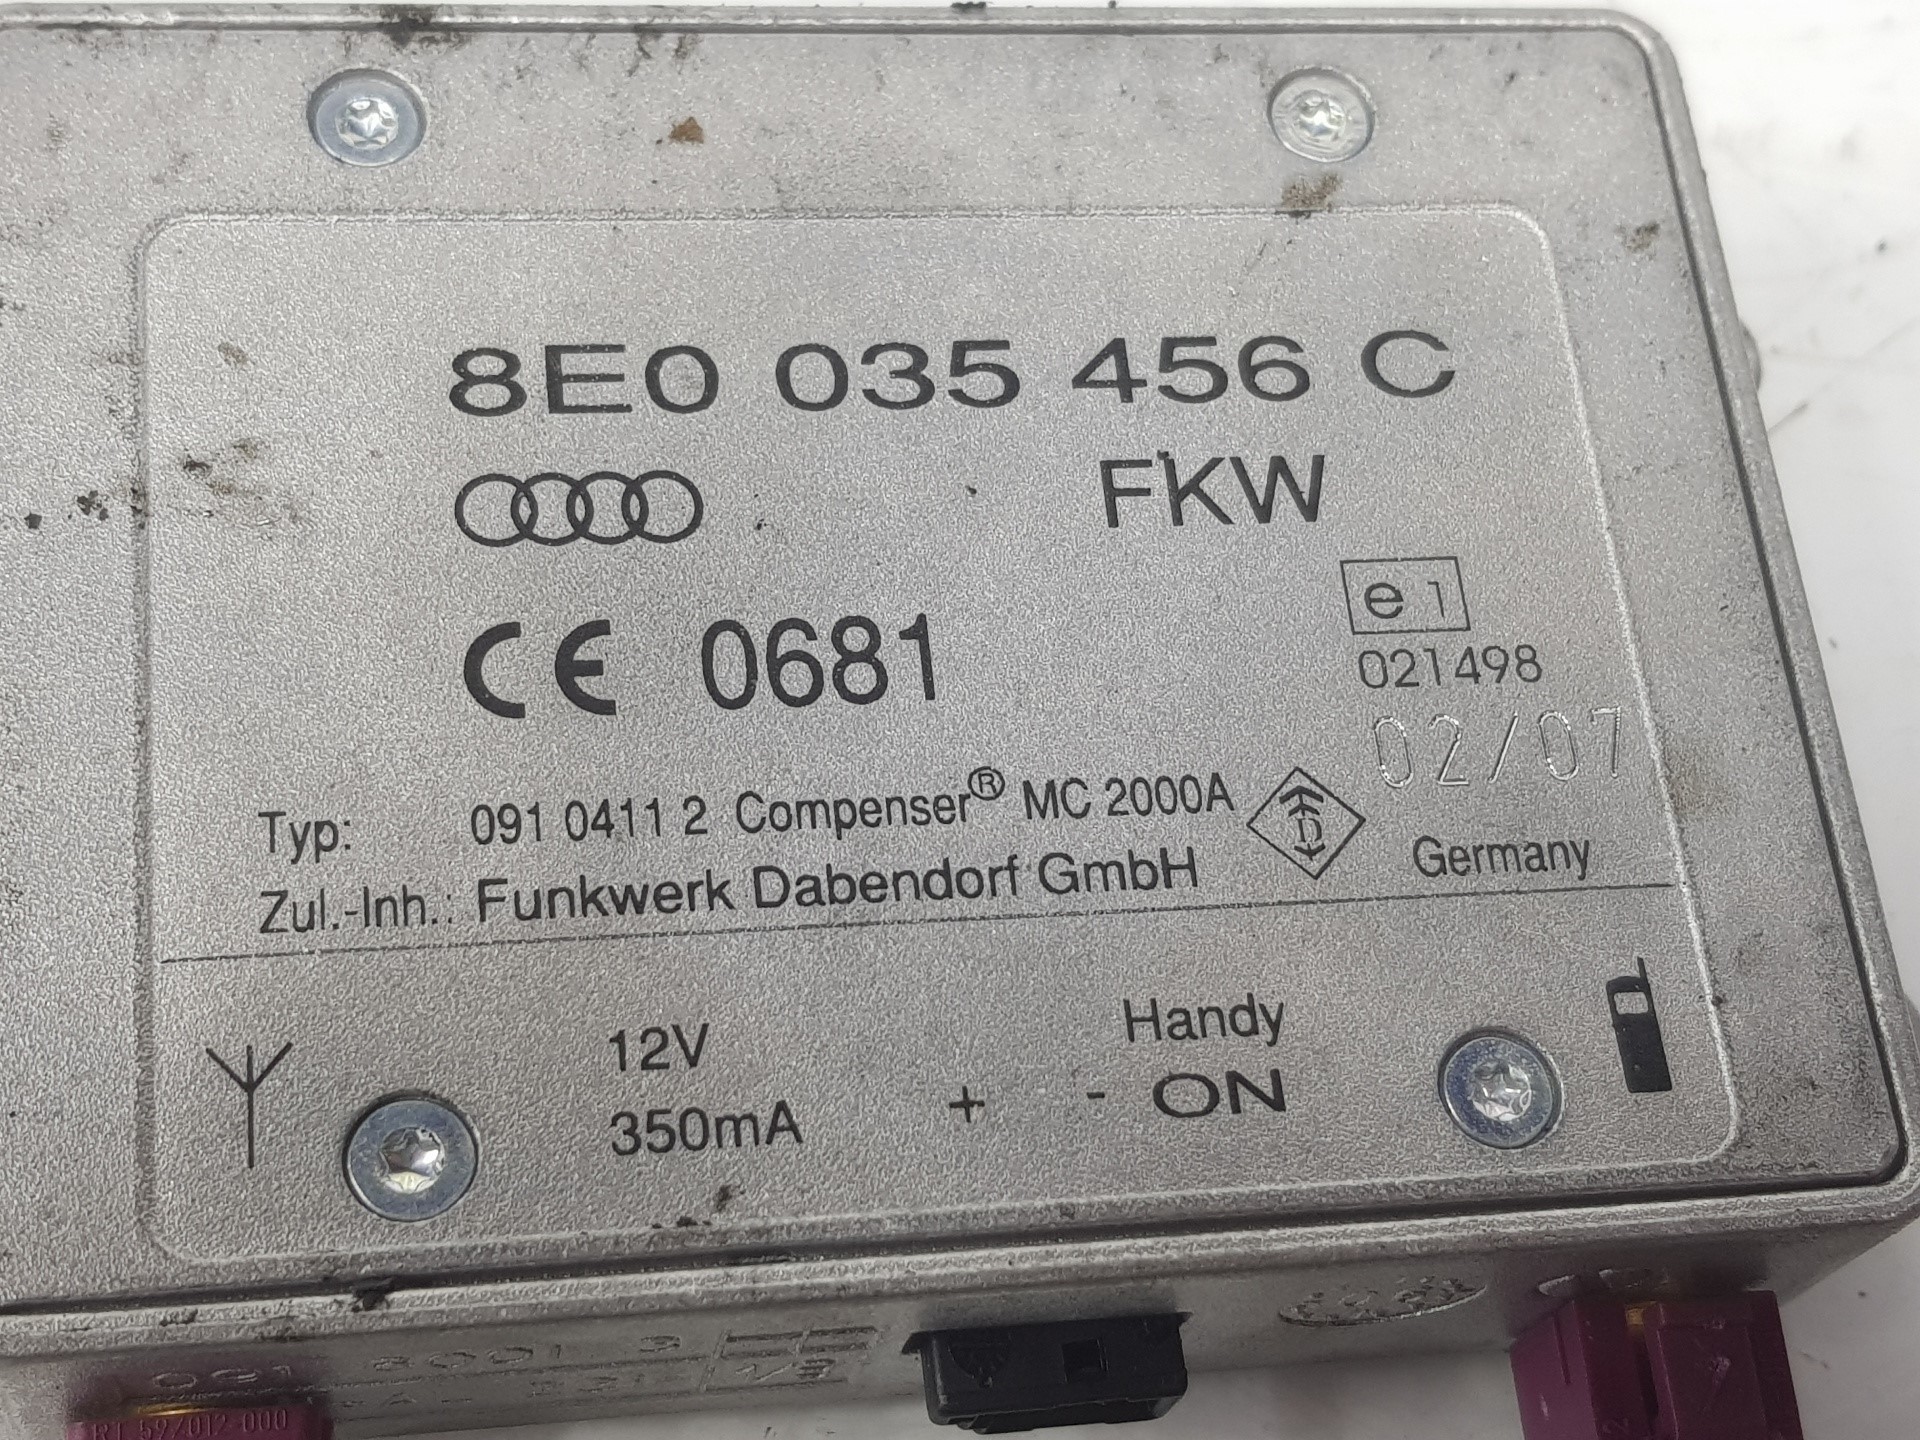 8E0 035 456 C
FKW
e1
CE 0681
021498
02/07
Typ: 091 0411 2 Compenser® MC 2000A
Germany
Zul.-Inh.: Funkwerk Dabendorf GmbH
12V
Handy
350mA
+ - ON